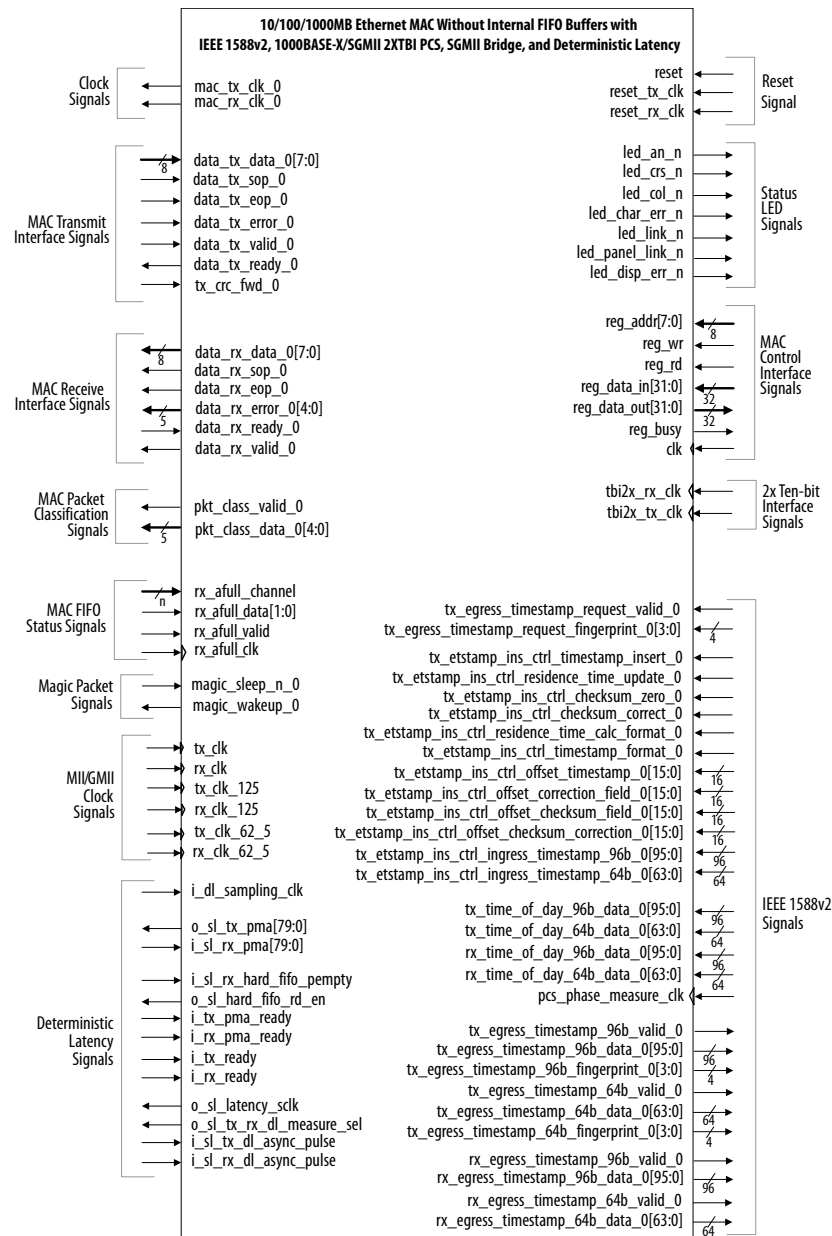 10/100/1000MB Ethernet MAC Without Internal FIFO Buffers with
IEEE 1588v2, 1000BASE-X/SGMII 2XTBI PCS, SGMII Bridge, and Deterministic Latency
Clock
Signals
mac_tx_clk_0
mac_rx_clk_0
MAC Transmit
Interface Signals
data_tx_data_0[7:0]
8
data_tx_sop_0
data_tx_eop_0
data_tx_error_0
data_tx_valid_0
data_tx_ready_0
tx_crc_fwd_0
MAC Receive
Interface Signals
data_rx_data_0[7:0]
8
data_rx_sop_0
data_rx_eop_0
data_rx_error_0[4:0]
5
data_rx_ready_0
data_rx_valid_0
MAC Packet
Classification
Signals
pkt_class_valid_0
pkt_class_data_0[4:0]
5
MAC FIFO
Status Signals
rx_afull_channel
n
rx_afull_data[1:0]
rx_afull_valid
rx_afull_clk
Magic Packet
Signals
magic_sleep_n_0
magic_wakeup_0
MII/GMII
Clock
Signals
tx_clk
rx_clk
tx_clk_125
rx_clk_125
tx_clk_62_5
rx_clk_62_5
Deterministic
Latency
Signals
i_dl_sampling_clk
o_sl_tx_pma[79:0]
i_sl_rx_pma[79:0]
i_sl_rx_hard_fifo_pempty
o_sl_hard_fifo_rd_en
i_tx_pma_ready
i_rx_pma_ready
i_tx_ready
i_rx_ready
o_sl_latency_sclk
o_sl_tx_rx_dl_measure_sel
i_sl_tx_dl_async_pulse
i_sl_rx_dl_async_pulse
reset
reset_tx_clk
reset_rx_clk
Reset
Signal
led_an_n
led_crs_n
led_col_n
led_char_err_n
led_link_n
led_panel_link_n
led_disp_err_n
Status
LED
Signals
reg_addr[7:0]
8
reg_wr
reg_rd
reg_data_in[31:0]
32
reg_data_out[31:0]
32
reg_busy
clk
MAC
Control
Interface
Signals
tbi2x_rx_clk
tbi2x_tx_clk
2x Ten-bit
Interface
Signals
tx_egress_timestamp_request_valid_0
tx_egress_timestamp_request_fingerprint_0[3:0]
4
tx_etstamp_ins_ctrl_timestamp_insert_0
tx_etstamp_ins_ctrl_residence_time_update_0
tx_etstamp_ins_ctrl_checksum_zero_0
tx_etstamp_ins_ctrl_checksum_correct_0
tx_etstamp_ins_ctrl_residence_time_calc_format_0
tx_etstamp_ins_ctrl_timestamp_format_0
tx_etstamp_ins_ctrl_offset_timestamp_0[15:0]
16
tx_etstamp_ins_ctrl_offset_correction_field_0[15:0]
16
tx_etstamp_ins_ctrl_offset_checksum_field_0[15:0]
16
tx_etstamp_ins_ctrl_offset_checksum_correction_0[15:0]
16
tx_etstamp_ins_ctrl_ingress_timestamp_96b_0[95:0]
96
tx_etstamp_ins_ctrl_ingress_timestamp_64b_0[63:0]
64
tx_time_of_day_96b_data_0[95:0]
96
tx_time_of_day_64b_data_0[63:0]
64
rx_time_of_day_96b_data_0[95:0]
96
rx_time_of_day_64b_data_0[63:0]
64
pcs_phase_measure_clk
tx_egress_timestamp_96b_valid_0
tx_egress_timestamp_96b_data_0[95:0]
96
tx_egress_timestamp_96b_fingerprint_0[3:0]
4
tx_egress_timestamp_64b_valid_0
tx_egress_timestamp_64b_data_0[63:0]
64
tx_egress_timestamp_64b_fingerprint_0[3:0]
4
rx_egress_timestamp_96b_valid_0
rx_egress_timestamp_96b_data_0[95:0]
96
rx_egress_timestamp_64b_valid_0
rx_egress_timestamp_64b_data_0[63:0]
64
IEEE 1588v2
Signals